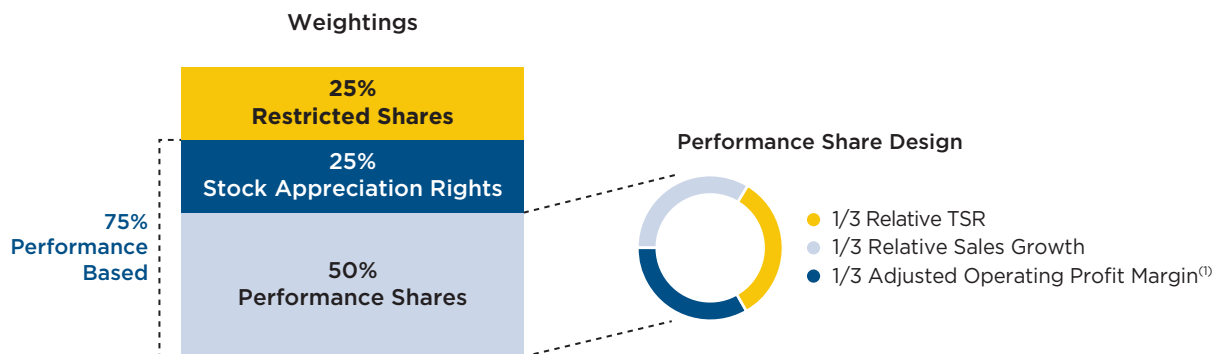 Weightings
25%
Restricted Shares
25%
Stock Appreciation Rights
75%
Performance
Based
50%
Performance Shares
Performance Share Design
1/3 Relative TSR
1/3 Relative Sales Growth
1/3 Adjusted Operating Profit Margin(1)